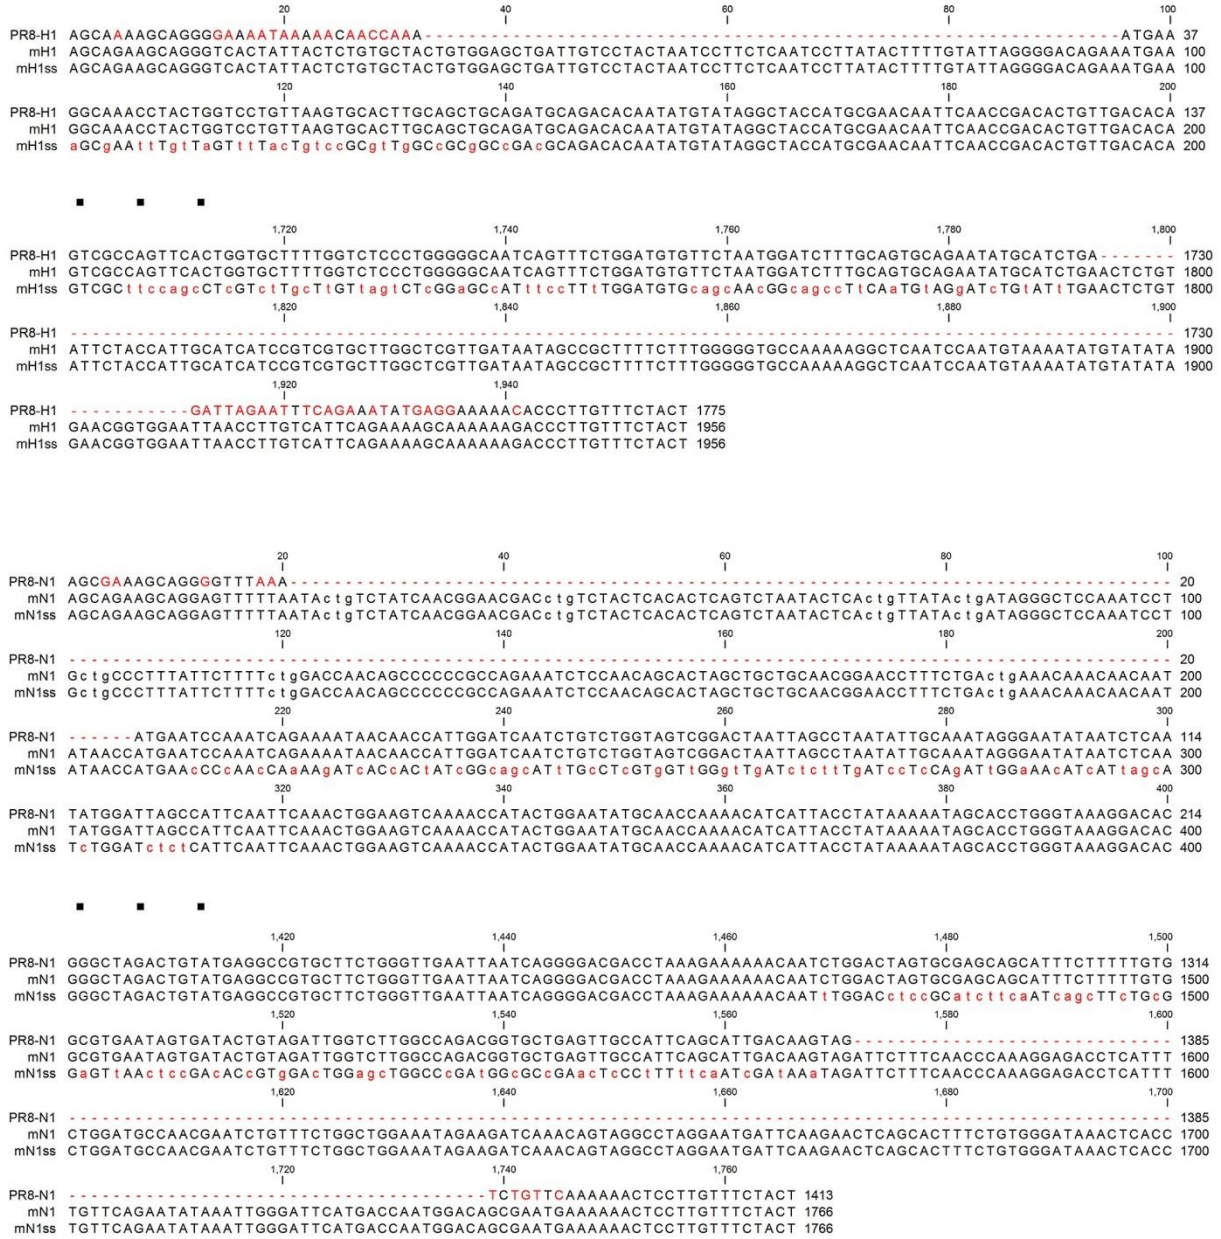 20 40 60 80 100
PR8-H1 AGCAAAAGCAGGGGAAAATAAAAACAACCAAA---------------------------------------------------------------ATGAA 37
mH1 AGCAGAAGCAGGGTCACTATTACTCTGTGCTACTGTGGAGCTGATTGTCCTACTAATCCTTCTCAATCCTTATACTTTTGTATTAGGGGACAGAAATGAA 100
mH1ss AGCAGAAGCAGGGTCACTATTACTCTGTGCTACTGTGGAGCTGATTGTCCTACTAATCCTTCTCAATCCTTATACTTTTGTATTAGGGGACAGAAATGAA 100
120 140 160 180 200
PR8-H1 GGCAAACCTACTGGTCCTGTTAAGTGCACTTGCAGCTGCAGATGCAGACACAATATGTATAGGCTACCATGCGAACAATTCAACCGACACTGTTGACACA 137
mH1 GGCAAACCTACTGGTCCTGTTAAGTGCACTTGCAGCTGCAGATGCAGACACAATATGTATAGGCTACCATGCGAACAATTCAACCGACACTGTTGACACA 200
mH1ss aGCgAAtttTgtTaGTttTacTgtccGCgtTgGCcGCgGCcGAcGCAGACACAATATGTATAGGCTACCATGCGAACAATTCAACCGACACTGTTGACACA 200
1,720 1,740 1,760 1,780 1,800
PR8-H1 GTCGCCAGTTCACTGGTGCTTTTGGTCTCCCTGGGGGCAATCAGTTTCTGGATGTGTTCTAATGGATCTTTGCAGTGCAGAATATGCATCTGA------- 1730
mH1 GTCGCCAGTTCACTGGTGCTTTTGGTCTCCCTGGGGGCAATCAGTTTCTGGATGTGTTCTAATGGATCTTTGCAGTGCAGAATATGCATCTGAACTCTGT 1800
mH1ss GTCGCttccagcCTcGTctTgcTTGTtagtCTcGGaGCcATttccTTtTGGATGTGcagcAAcGGcagccTtCAaTGTAGgATcTGtATtTGAACTCTGT 1800
1,820 1,840 1,860 1,880 1,900
PR8-H1 ---------------------------------------------------------------------------------------------------- 1730
mH1 ATTCTACCATTGCATCATCCGTCGTGCTTGGCTCGTTGATAATAGCCGCTTTTCTTTGGGGGTGCCAAAAAGGCTCAATCCAATGTAAAATATGTATATA 1900
mH1ss ATTCTACCATTGCATCATCCGTCGTGCTTGGCTCGTTGATAATAGCCGCTTTTCTTTGGGGGTGCCAAAAAGGCTCAATCCAATGTAAAATATGTATATA 1900
1,920 1,940
PR8-H1 -----------GATTAGAATTTCAGAAATATGAGGAAAAACACCCTTGTTTCTACT 1775
mH1 GAACGGTGGAATTAACCTTGTCATTCAGAAAAGCAAAAAAGACCCTTGTTTCTACT 1956
mH1ss GAACGGTGGAATTAACCTTGTCATTCAGAAAAGCAAAAAAGACCCTTGTTTCTACT 1956
20 40 60 80 100
PR8-N1 AGCGAAAGCAGGGGTTTAAA-------------------------------------------------------------------------------- 20
mN1 AGCAGAAGCAGGAGTTTTTAATActgTCTATCAACGGAACGACctgTCTACTCACACTCAGTCTAATACTCActgTTATActgATAGGGCTCCAAATCCT 100
mN1ss AGCAGAAGCAGGAGTTTTTAATActgTCTATCAACGGAACGACctgTCTACTCACACTCAGTCTAATACTCActgTTATActgATAGGGCTCCAAATCCT 100
120 140 160 180 200
PR8-N1 ---------------------------------------------------------------------------------------------------- 20
mN1 GctgCCCTTTATTCTTTTctgGACCAACAGCCCCCCGCCAGAAATCTCCAACAGCACTAGCTGCTGCAACGGAACCTTTCTGActgAAACAAACAACAAT 200
mN1ss GctgCCCTTTATTCTTTTctgGACCAACAGCCCCCCGCCAGAAATCTCCAACAGCACTAGCTGCTGCAACGGAACCTTTCTGActgAAACAAACAACAAT 200
220 240 260 280 300
PR8-N1 ------ATGAATCCAAATCAGAAAATAACAACCATTGGATCAATCTGTCTGGTAGTCGGACTAATTAGCCTAATATTGCAAATAGGGAATATAATCTCAA 114
mN1 ATAACCATGAATCCAAATCAGAAAATAACAACCATTGGATCAATCTGTCTGGTAGTCGGACTAATTAGCCTAATATTGCAAATAGGGAATATAATCTCAA 300
mN1ss ATAACCATGAAcCCcAAcCAaAAgATcACcACtATcGGcagcATtTGcCTcGTgGTtGGgtTgATctctttgATccTcCAgATtGGaAAcATcATtagcA 300
320 340 360 380 400
PR8-N1 TATGGATTAGCCATTCAATTCAAACTGGAAGTCAAAACCATACTGGAATATGCAACCAAAACATCATTACCTATAAAAATAGCACCTGGGTAAAGGACAC 214
mN1 TATGGATTAGCCATTCAATTCAAACTGGAAGTCAAAACCATACTGGAATATGCAACCAAAACATCATTACCTATAAAAATAGCACCTGGGTAAAGGACAC 400
mN1ss TcTGGATctctCATTCAATTCAAACTGGAAGTCAAAACCATACTGGAATATGCAACCAAAACATCATTACCTATAAAAATAGCACCTGGGTAAAGGACAC 400
1,420 1,440 1,460 1,480 1,500
PR8-N1 GGGCTAGACTGTATGAGGCCGTGCTTCTGGGTTGAATTAATCAGGGGACGACCTAAAGAAAAAACAATCTGGACTAGTGCGAGCAGCATTTCTTTTTGTG 1314
mN1 GGGCTAGACTGTATGAGGCCGTGCTTCTGGGTTGAATTAATCAGGGGACGACCTAAAGAAAAAACAATCTGGACTAGTGCGAGCAGCATTTCTTTTTGTG 1500
mN1ss GGGCTAGACTGTATGAGGCCGTGCTTCTGGGTTGAATTAATCAGGGGACGACCTAAAGAAAAAACAATtTGGACctccGCatcttcaATcagcTTcTGcG 1500
1,520 1,540 1,560 1,580 1,600
PR8-N1 GCGTGAATAGTGATACTGTAGATTGGTCTTGGCCAGACGGTGCTGAGTTGCCATTCAGCATTGACAAGTAG----------------------------- 1385
mN1 GCGTGAATAGTGATACTGTAGATTGGTCTTGGCCAGACGGTGCTGAGTTGCCATTCAGCATTGACAAGTAGATTCTTTCAACCCAAAGGAGACCTCATTT 1600
mN1ss GaGTtAActccGAcACcGTgGAcTGGagcTGGCCcGATGGcGCcGAacTcCCtTTttcaATcGAtAAaTAGATTCTTTCAACCCAAAGGAGACCTCATTT 1600
1,620 1,640 1,660 1,680 1,700
PR8-N1 ---------------------------------------------------------------------------------------------------- 1385
mN1 CTGGATGCCAACGAATCTGTTTCTGGCTGGAAATAGAAGATCAAACAGTAGGCCTAGGAATGATTCAAGAACTCAGCACTTTCTGTGGGATAAACTCACC 1700
mN1ss CTGGATGCCAACGAATCTGTTTCTGGCTGGAAATAGAAGATCAAACAGTAGGCCTAGGAATGATTCAAGAACTCAGCACTTTCTGTGGGATAAACTCACC 1700
1,720 1,740 1,760
PR8-N1 --------------------------------------TCTGTTCAAAAAACTCCTTGTTTCTACT 1413
mN1 TGTTCAGAATATAAATTGGGATTCATGACCAATGGACAGCGAATGAAAAAACTCCTTGTTTCTACT 1766
mN1ss TGTTCAGAATATAAATTGGGATTCATGACCAATGGACAGCGAATGAAAAAACTCCTTGTTTCTACT 1766